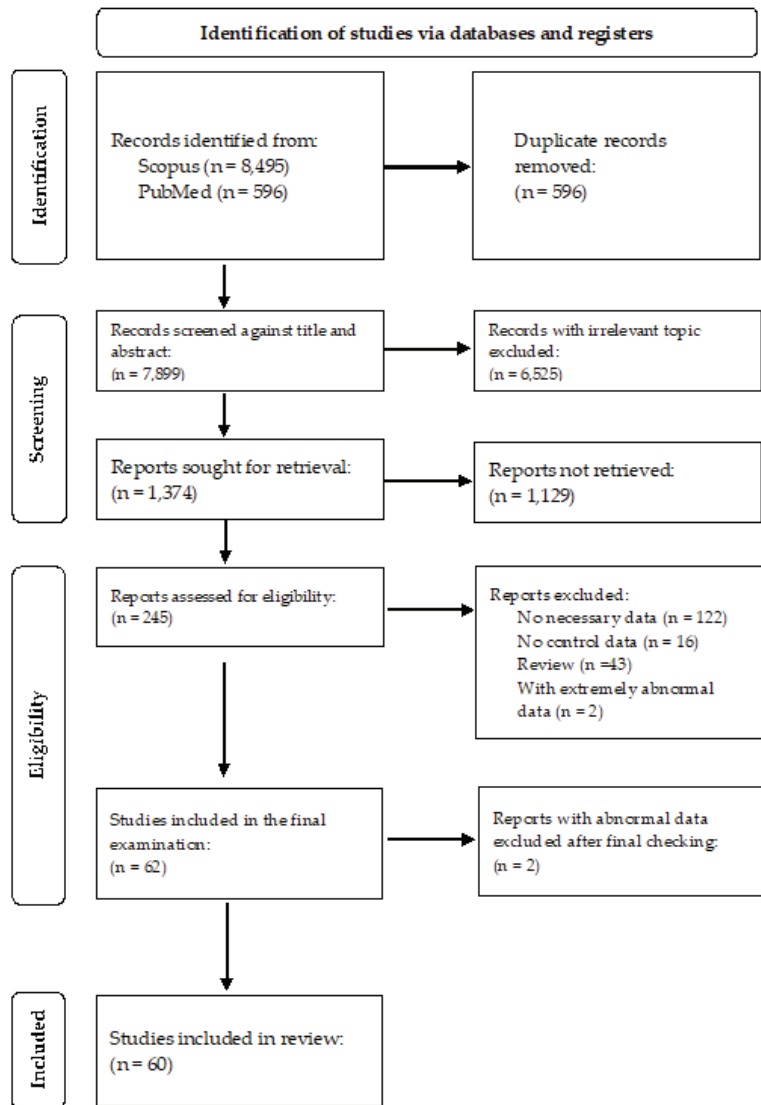 Identification of studies via databases and registers
Identification
Records identified from:
Scopus (n = 8,495)
PubMed (n = 596)
Duplicate records
removed:
(n = 596)
Screening
Records screened against title and
abstract:
(n = 7,899)
Records with irrelevant topic
excluded:
(n = 6,525)
Reports sought for retrieval:
(n = 1,374)
Reports not retrieved:
(n = 1,129)
Eligibility
Reports assessed for eligibility:
(n = 245)
Reports excluded:
No necessary data (n = 122)
No control data (n = 16)
Review (n =43)
With extremely abnormal
data (n = 2)
Studies included in the final
examination:
(n = 62)
Reports with abnormal data
excluded after final checking:
(n = 2)
Included
Studies included in review:
(n = 60)